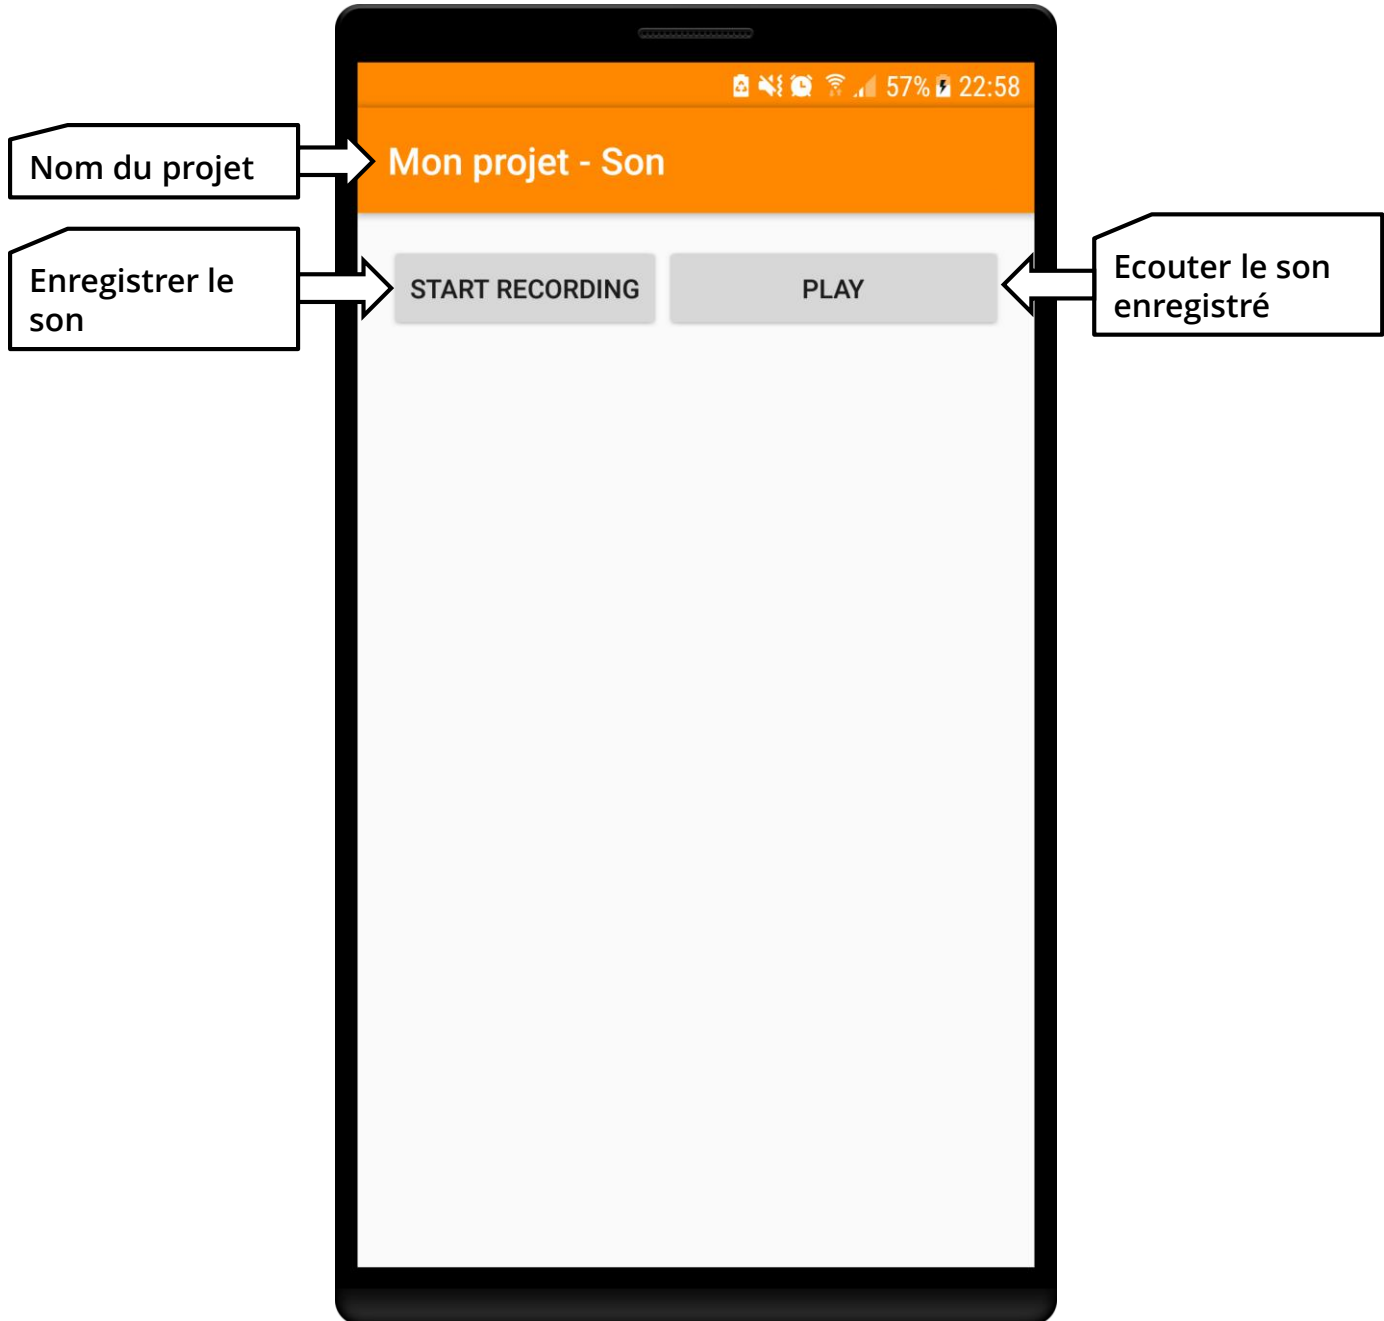 57% 22:58
Nom du projet
Mon projet - Son
Enregistrer le
son
START RECORDING
PLAY
Ecouter le son
enregistré